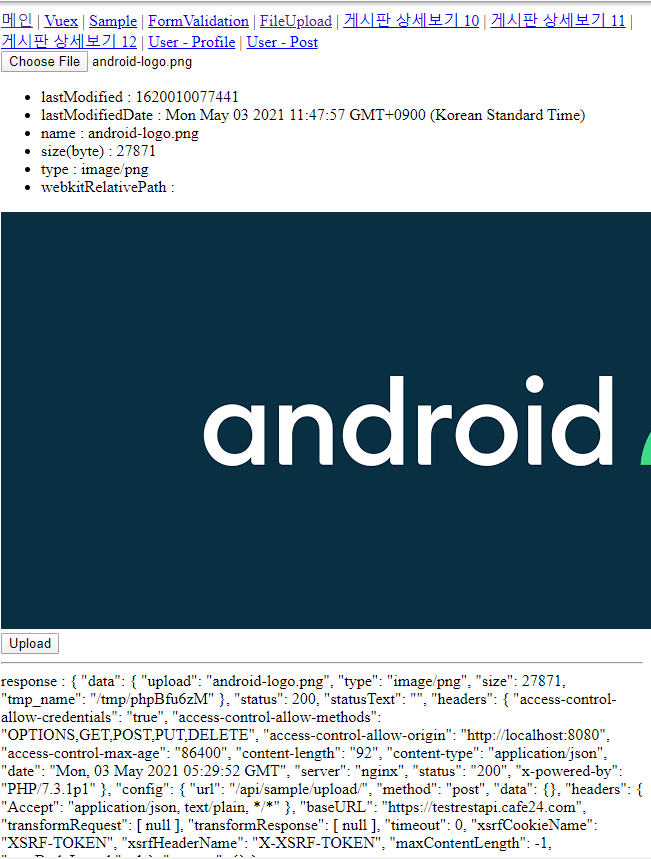 메인 | Vuex | Sample | FormValidation | FileUpload | 게시판 상세보기 10 | 게시판 상세보기 11 |
게시판 상세보기 12 | User - Profile | User - Post
Choose File android-logo.png
lastModified : 1620010077441
lastModifiedDate : Mon May 03 2021 11:47:57 GMT+0900 (Korean Standard Time)
name : android-logo.png
size(byte) : 27871
type : image/png
webkitRelativePath :
android
Upload
response : { "data": { "upload": "android-logo.png", "type": "image/png", "size": 27871,
"tmp_name": "/tmp/phpBfu6zM" }, "status": 200, "statusText": "", "headers": { "access-control-
allow-credentials": "true", "access-control-allow-methods":
"OPTIONS,GET,POST,PUT,DELETE", "access-control-allow-origin": "http://localhost:8080",
"access-control-max-age": "86400", "content-length": "92", "content-type": "application/json",
"date": "Mon, 03 May 2021 05:29:52 GMT", "server": "nginx", "status": "200", "x-powered-by":
"PHP/7.3.1p1" }, "config": { "url": "/api/sample/upload/", "method": "post", "data": {}, "headers": {
"Accept": "application/json, text/plain, */*" }, "baseURL": "https://testrestapi.cafe24.com",
"transformRequest": [ null ], "transformResponse": [ null ], "timeout": 0, "xsrfCookieName":
"XSRF-TOKEN", "xsrfHeaderName": "X-XSRF-TOKEN", "maxContentLength": -1,